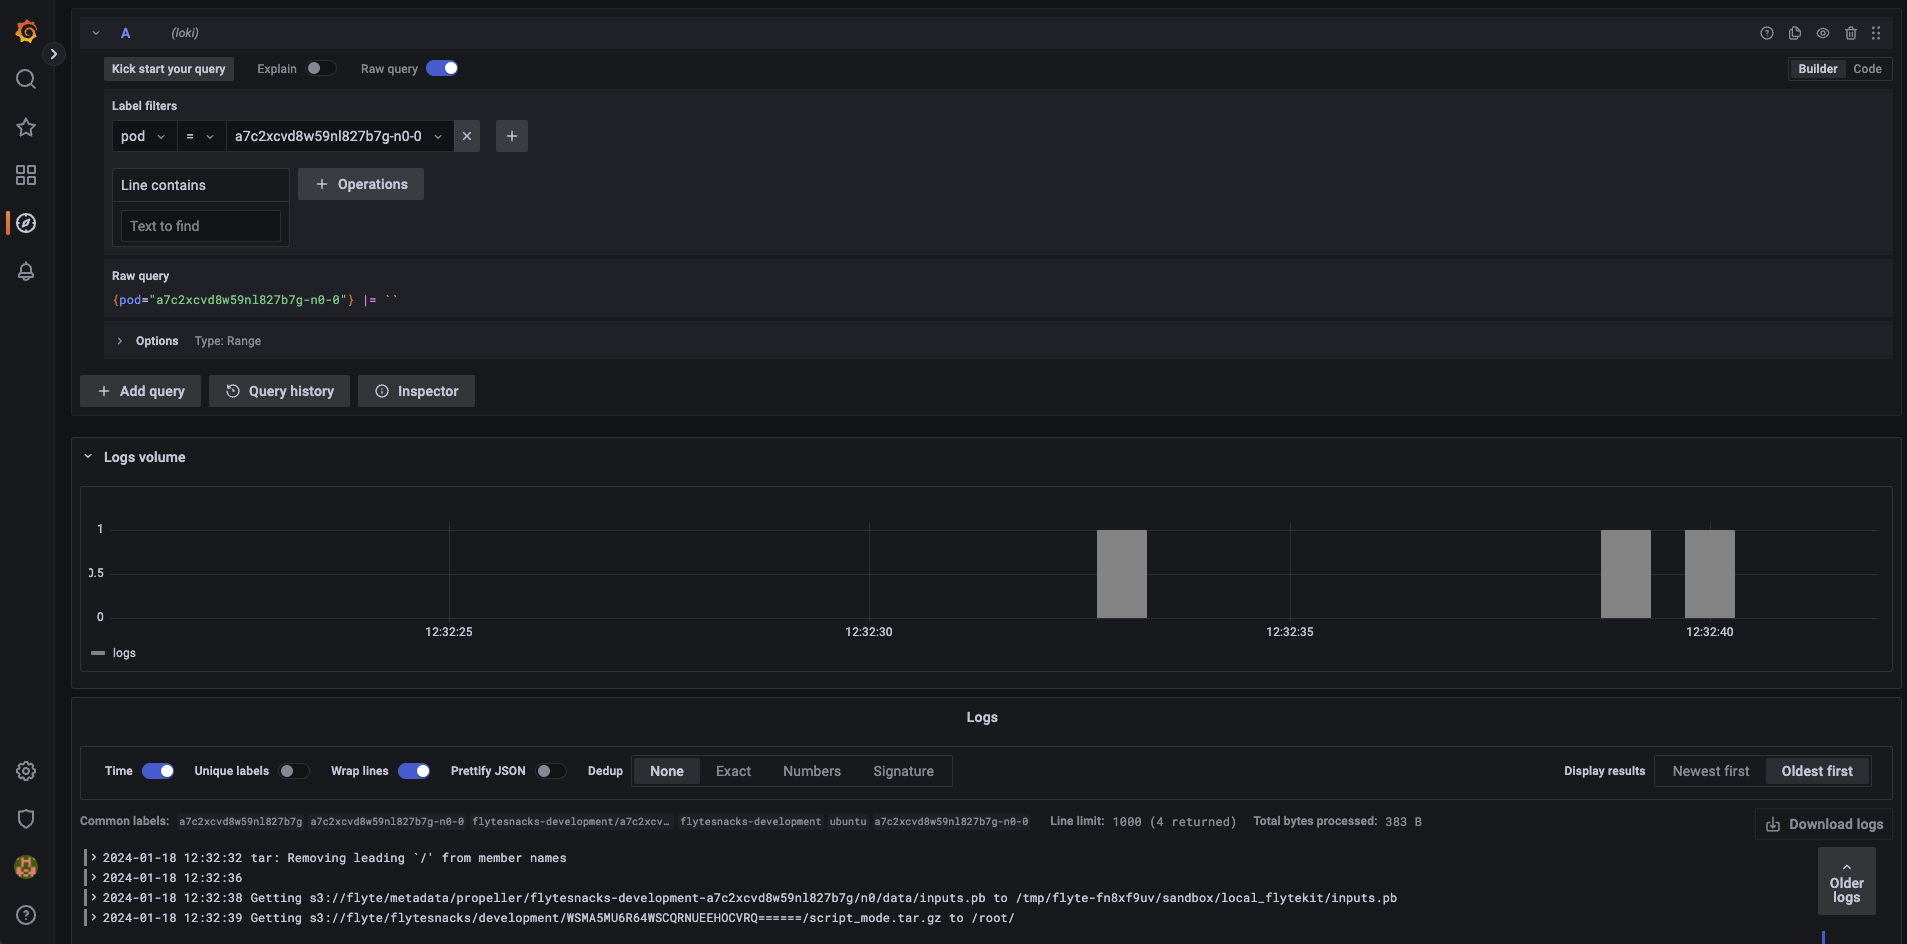 A (loki)
Kick start your query Explain Raw query Builder Code
Label filters
pod = a7c2xcvd8w59nl827b7g-n0-0
Line contains + Operations
Text to find
Raw query
{pod="a7c2xcvd8w59nl827b7g-n0-0"} |= ``
Options Type: Range
+ Add query Query history Inspector
Logs volume
1
0.5
0
12:32:25 12:32:30 12:32:35 12:32:40
logs
Logs
Time Unique labels Wrap lines Prettify JSON Dedup None Exact Numbers Signature Display results Newest first Oldest first
Common labels: a7c2xcvd8w59nl827b7g a7c2xcvd8w59nl827b7g-n0-0 flytesnacks-development/a7c2xcv… flytesnacks-development ubuntu a7c2xcvd8w59nl827b7g-n0-0 Line limit: 1000 (4 returned) Total bytes processed: 383 B Download logs
2024-01-18 12:32:32 tar: Removing leading `/' from member names
2024-01-18 12:32:36
2024-01-18 12:32:38 Getting s3://flyte/metadata/propeller/flytesnacks-development-a7c2xcvd8w59nl827b7g/n0/data/inputs.pb to /tmp/flyte-fn8xf9uv/sandbox/local_flytekit/inputs.pb
2024-01-18 12:32:39 Getting s3://flyte/flytesnacks/development/WSMA5MU6R64WSCQRNUEEHOCVRQ======/script_mode.tar.gz to /root/
Older
logs